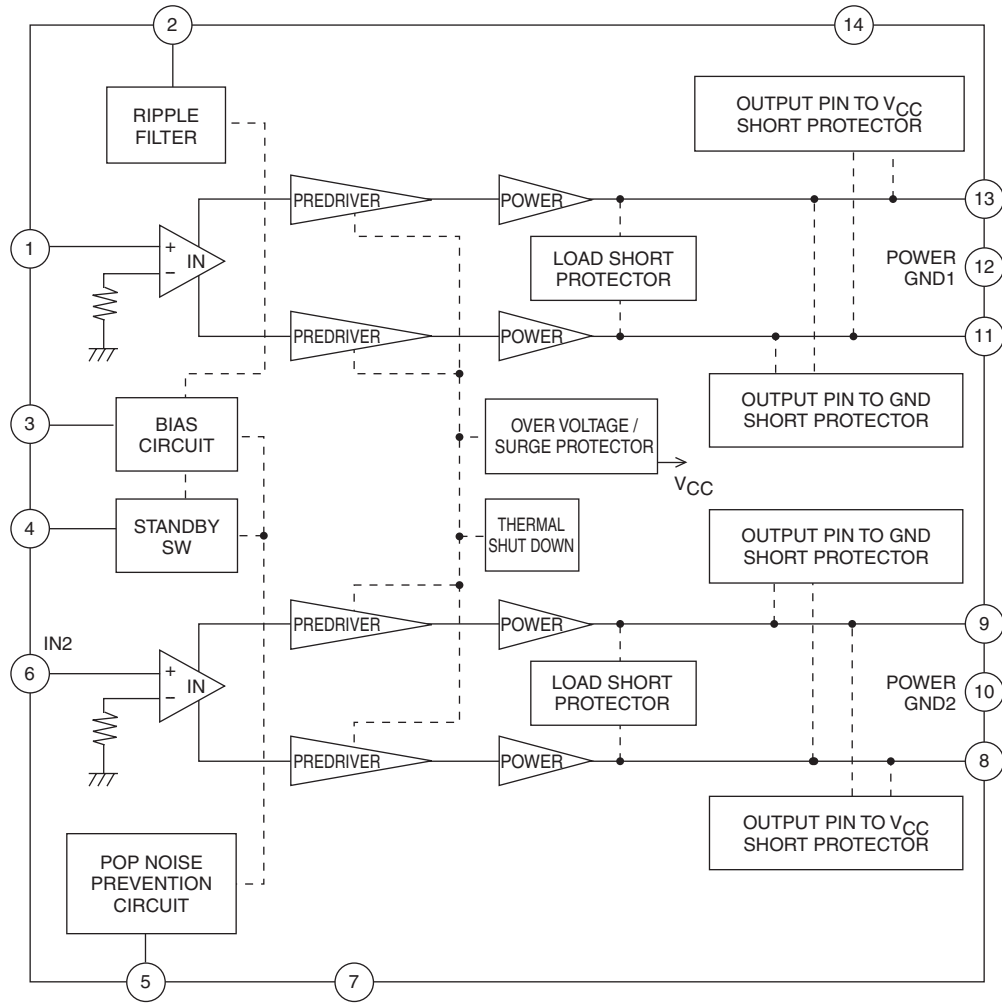 2
14
RIPPLE
FILTER
OUTPUT PIN TO VCC
SHORT PROTECTOR
PREDRIVER
POWER
13
1
+
−
IN
LOAD SHORT
PROTECTOR
POWER
GND1
12
PREDRIVER
POWER
11
3
BIAS
CIRCUIT
OVER VOLTAGE /
SURGE PROTECTOR
VCC
OUTPUT PIN TO GND
SHORT PROTECTOR
4
STANDBY
SW
THERMAL
SHUT DOWN
OUTPUT PIN TO GND
SHORT PROTECTOR
PREDRIVER
POWER
9
IN2
6
+
−
IN
LOAD SHORT
PROTECTOR
POWER
GND2
10
PREDRIVER
POWER
8
OUTPUT PIN TO VCC
SHORT PROTECTOR
POP NOISE
PREVENTION
CIRCUIT
5
7